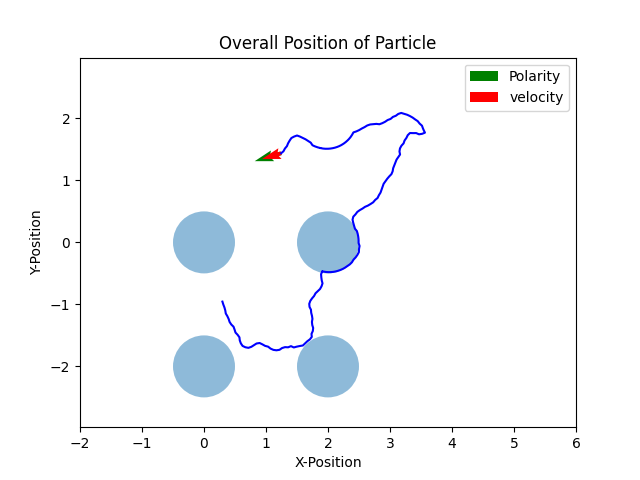 Overall Position of Particle
Polarity
velocity
Y-Position
2
1
0
−1
−2
−2 −1 0 1 2 3 4 5 6
X-Position